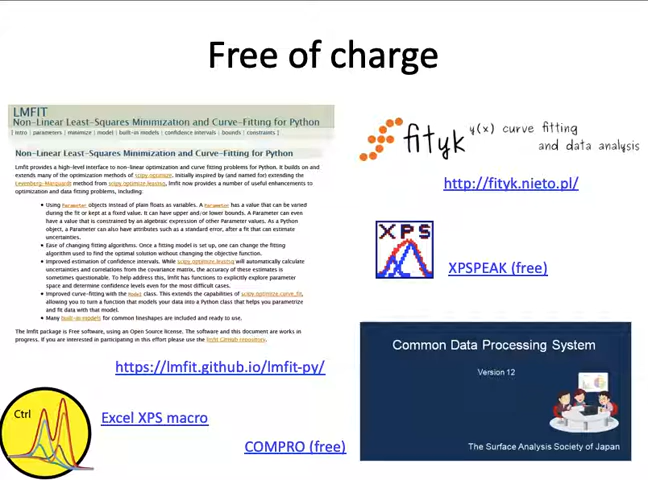 Free of charge
LMFIT
Non-Linear Least-Squares Minimization and Curve-Fitting for Python
[ intro | parameters | minimize | model | built-in models | confidence intervals | bounds | constraints ]
Non-Linear Least-Squares Minimization and Curve-Fitting for Python
Lmfit provides a high-level interface to non-linear optimization and curve fitting problems for Python. It builds on and
extends many of the optimization methods of scipy.optimize. Initially inspired by (and named for) extending the
Levenberg-Marquardt method from scipy.optimize.leastsq, lmfit now provides a number of useful enhancements to
optimization and data fitting problems, including:
• Using Parameter objects instead of plain floats as variables. A Parameter has a value that can be varied
during the fit or kept at a fixed value. It can have upper and/or lower bounds. A Parameter can even
have a value that is constrained by an algebraic expression of other Parameter values. As a Python
object, a Parameter can also have attributes such as a standard error, after a fit that can estimate
uncertainties.
• Ease of changing fitting algorithms. Once a fitting model is set up, one can change the fitting
algorithm used to find the optimal solution without changing the objective function.
• Improved estimation of confidence intervals. While scipy.optimize.leastsq will automatically calculate
uncertainties and correlations from the covariance matrix, the accuracy of these estimates is
sometimes questionable. To help address this, lmfit has functions to explicitly explore parameter
space and determine confidence levels even for the most difficult cases.
• Improved curve-fitting with the Model class. This extends the capabilities of scipy.optimize.curve_fit,
allowing you to turn a function that models your data into a Python class that helps you parametrize
and fit data with that model.
• Many built-in models for common lineshapes are included and ready to use.
The lmfit package is Free software, using an Open Source license. The software and this document are works in
progress. If you are interested in participating in this effort please use the lmfit GitHub repository.
https://lmfit.github.io/lmfit-py/
fityk y(x) curve fitting
and data analysis
http://fityk.nieto.pl/
XPS
XPSPEAK (free)
Common Data Processing System
Version 12
The Surface Analysis Society of Japan
Ctrl
Excel XPS macro
COMPRO (free)